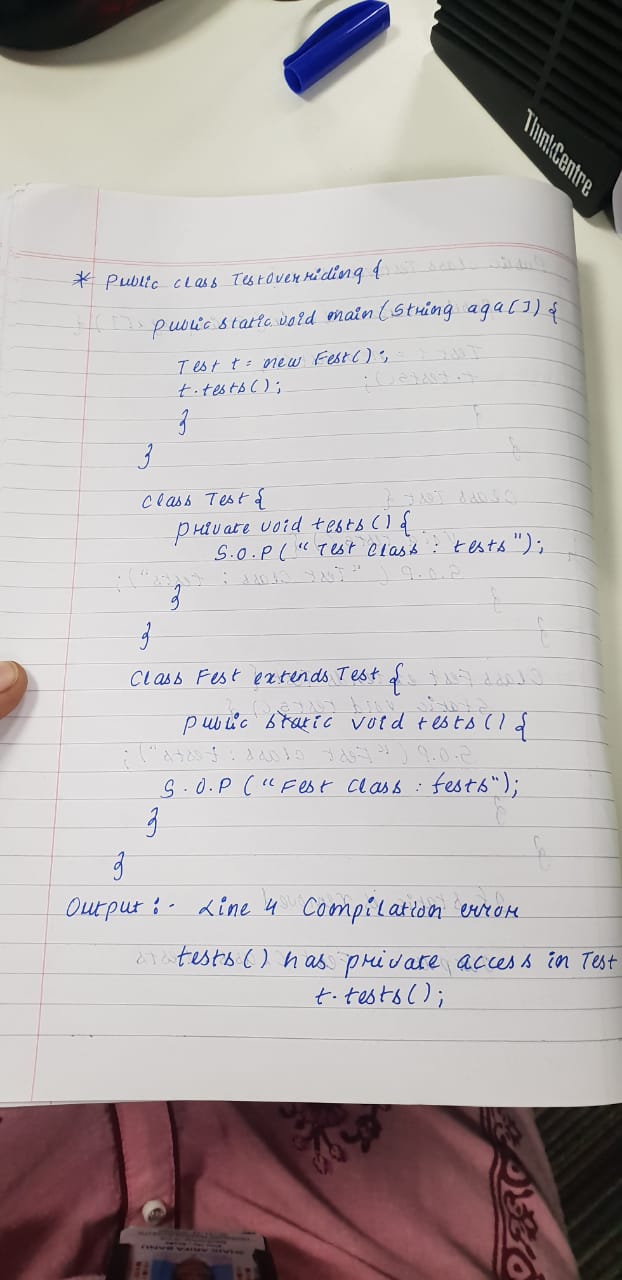 ThinkCentre
* Public class TestOverriding {
public static void main(String aga[]) {
Test t = new Fest();
t.tests();
}
}
class Test {
private void tests() {
S.O.P ("Test class : tests");
}
}
class Fest extends Test {
public static void tests() {
S.O.P ("Fest class : tests");
}
}
Output :- Line 4 Compilation error
tests() has private access in Test
t.tests();